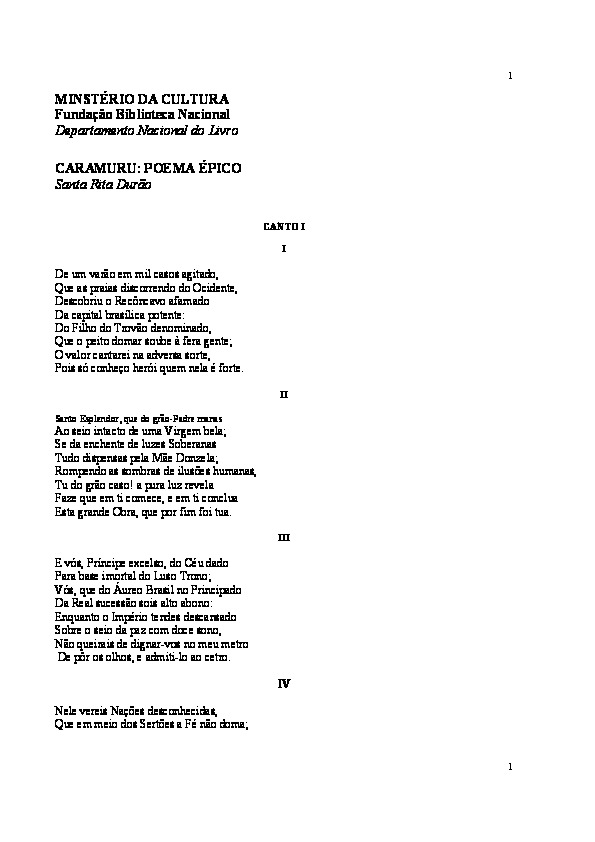 1
MINSTÉRIO DA CULTURA
Fundação Biblioteca Nacional
Departamento Nacional do Livro
CARAMURU: POEMA ÉPICO
Santa Rita Durão
CANTO I
I
De um varão em mil casos agitado,
Que as praias discorrendo do Ocidente,
Descobriu o Recôncavo afamado
Da capital brasílica potente:
Do Filho do Trovão denominado,
Que o peito domar soube à fera gente;
O valor cantarei na adversa sorte,
Pois só conheço herói quem nela é forte.
II
Santo Esplendor, que do grão-Padre manas
Ao seio intacto de uma Virgem bela;
Se da enchente de luzes Soberanas
Tudo dispensas pela Mãe Donzela;
Rompendo as sombras de ilusões humanas,
Tu do grão caso! a pura luz revela
Faze que em ti comece, e em ti conclua
Esta grande Obra, que por fim foi tua.
III
E vós, Príncipe excelso, do Céu dado
Para base imortal do Luso Trono;
Vós, que do Áureo Brasil no Principado
Da Real sucessão sois alto abono:
Enquanto o Império tendes descansado
Sobre o seio da paz com doce sono,
Não queirais de dignar-vos no meu metro
De pôr os olhos, e admiti-lo ao cetro.
IV
Nele vereis Nações desconhecidas,
Que em meio dos Sertões a Fé não doma;
1